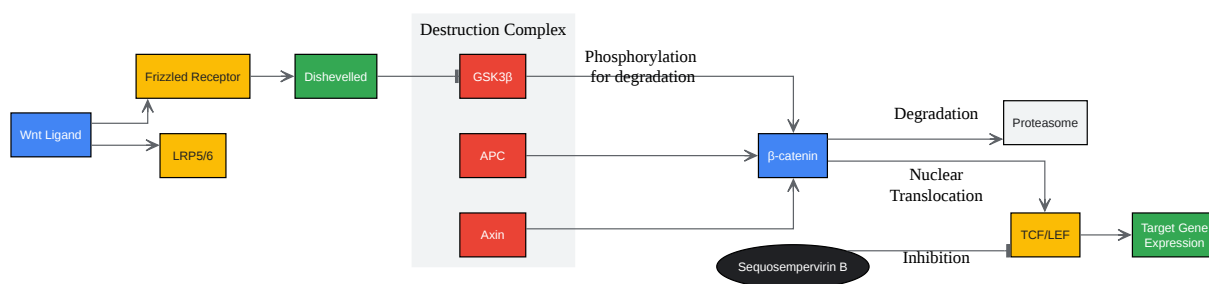 Destruction Complex
Frizzled Receptor
Dishevelled
GSK3β
Phosphorylation
for degradation
Wnt Ligand
LRP5/6
APC
β-catenin
Degradation
Proteasome
Nuclear
Translocation
Axin
TCF/LEF
Target Gene
Expression
Sequosempervirin B
Inhibition